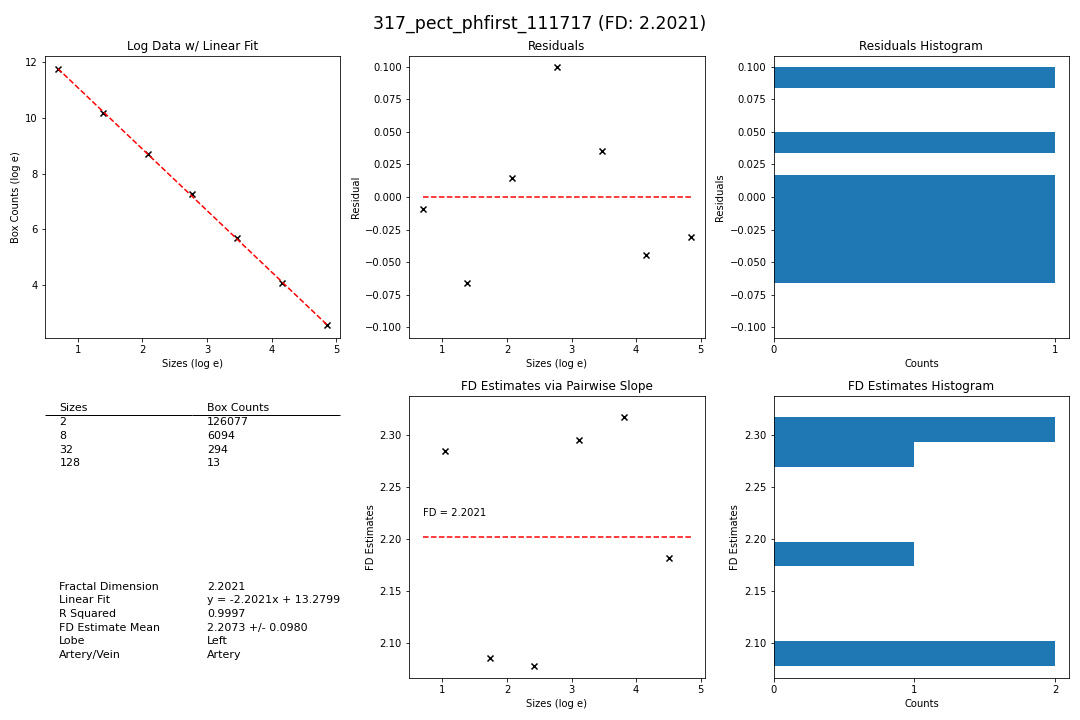 317_pect_phfirst_111717 (FD: 2.2021)
Log Data w/ Linear Fit
12
10
8
6
4
Box Counts (log e)
1 2 3 4 5
Sizes (log e)
Residuals
0.100
0.075
0.050
0.025
0.000
−0.025
−0.050
−0.075
−0.100
Residual
1 2 3 4 5
Sizes (log e)
Residuals Histogram
0.100
0.075
0.050
0.025
0.000
−0.025
−0.050
−0.075
−0.100
Residuals
0 1
Counts
Sizes Box Counts
2 126077
8 6094
32 294
128 13
Fractal Dimension 2.2021
Linear Fit y = -2.2021x + 13.2799
R Squared 0.9997
FD Estimate Mean 2.2073 +/- 0.0980
Lobe Left
Artery/Vein Artery
FD Estimates via Pairwise Slope
2.30
2.25
2.20
2.15
2.10
FD Estimates
FD = 2.2021
1 2 3 4 5
Sizes (log e)
FD Estimates Histogram
2.30
2.25
2.20
2.15
2.10
FD Estimates
0 1 2
Counts